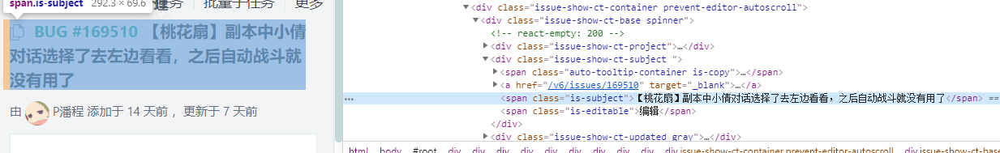 span.is-subject 292.3 × 69.6
任务 批量子任务 更多
BUG #169510 【桃花扇】副本中小倩
对话选择了去左边看看，之后自动战斗就
没有用了
由 P潘程 添加于 14 天前 ，更新于 7 天前
<div class="issue-show-ct-container prevent-editor-autoscroll">
<div class="issue-show-ct-base spinner">
<!-- react-empty: 200 -->
<div class="issue-show-ct-project">…</div>
<div class="issue-show-ct-subject ">
<span class="auto-tooltip-container is-copy">…</span>
<a href="/v6/issues/169510" target="_blank">…</a>
<span class="is-subject">【桃花扇】副本中小倩对话选择了去左边看看，之后自动战斗就没有用了</span> ==
<span class="is-editable">编辑</span>
</div>
<div class="issue-show-ct-updated gray">…</div>
html body #root div div div div div div div div div div div.issue-show-ct-container.prevent-editor-autoscroll div.issue-show-ct-base